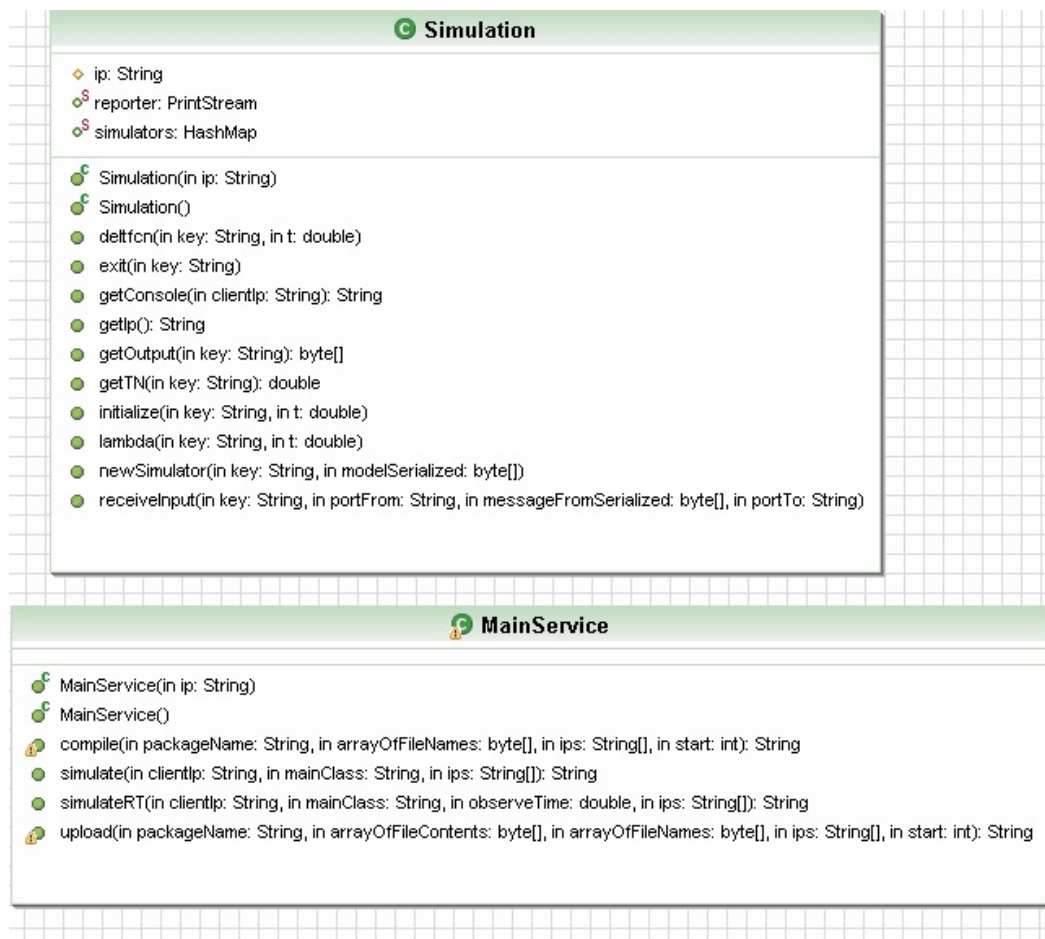 Simulation
ip: String
reporter: PrintStream
simulators: HashMap
Simulation(in ip: String)
Simulation()
deltfcn(in key: String, in t: double)
exit(in key: String)
getConsole(in clientIp: String): String
getIp(): String
getOutput(in key: String): byte[]
getTN(in key: String): double
initialize(in key: String, in t: double)
lambda(in key: String, in t: double)
newSimulator(in key: String, in modelSerialized: byte[])
receiveInput(in key: String, in portFrom: String, in messageFromSerialized: byte[], in portTo: String)
MainService
MainService(in ip: String)
MainService()
compile(in packageName: String, in arrayOfFileNames: byte[], in ips: String[], in start: int): String
simulate(in clientIp: String, in mainClass: String, in ips: String[]): String
simulateRT(in clientIp: String, in mainClass: String, in observeTime: double, in ips: String[]): String
upload(in packageName: String, in arrayOfFileContents: byte[], in arrayOfFileNames: byte[], in ips: String[], in start: int): String